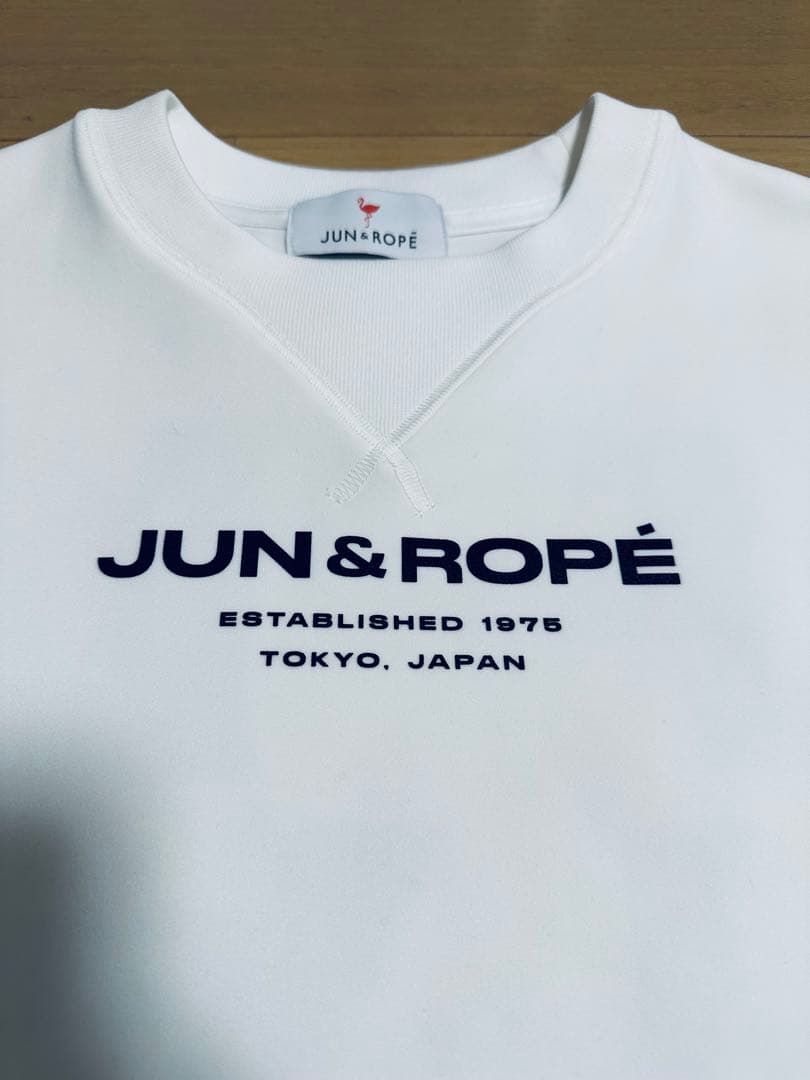 JUN & ROPÉ
JUN & ROPÉ
ESTABLISHED 1975
TOKYO, JAPAN